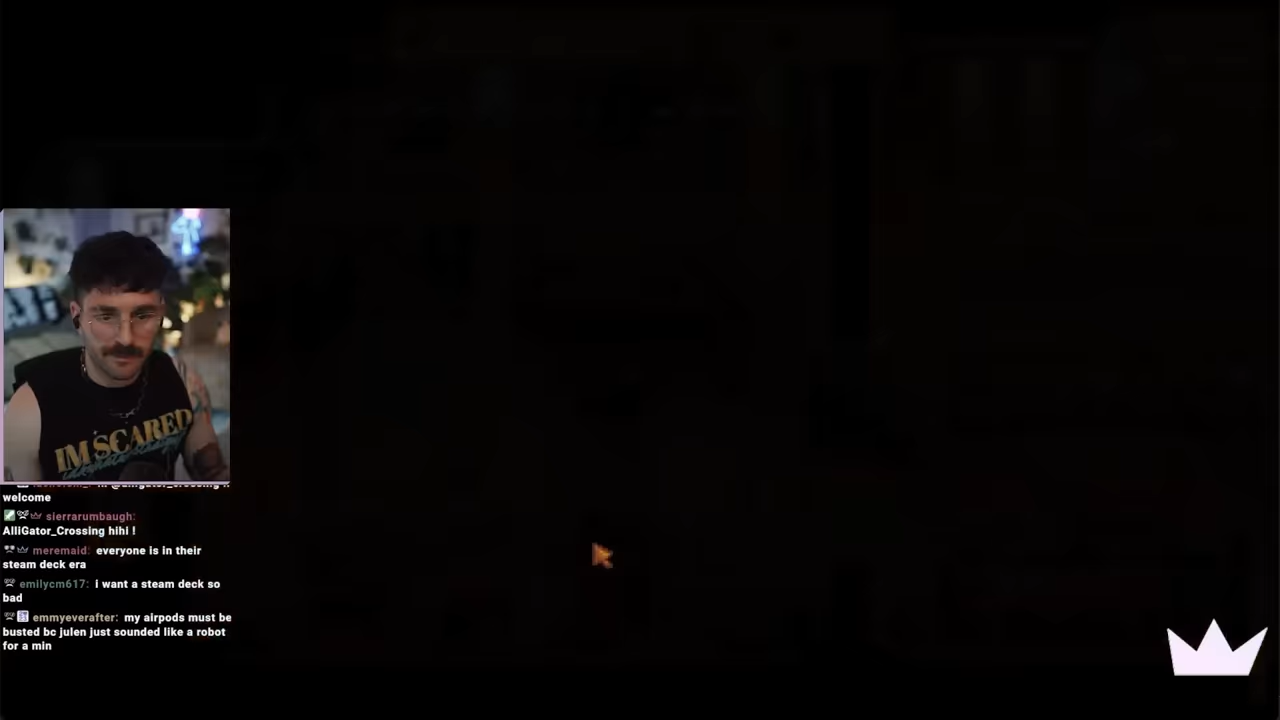 IM SCARED
welcome
sierrarumbaugh:
AlliGator_Crossing hihi !
meremaid: everyone is in their
steam deck era
emilycm617: i want a steam deck so
bad
emmyeverafter: my airpods must be
busted bc julen just sounded like a robot
for a min